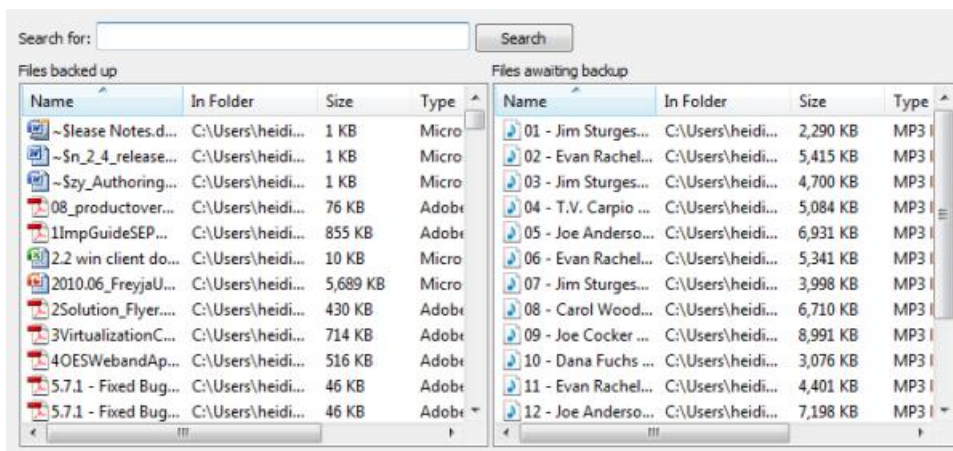 Search for: Search
Files backed up
Name In Folder Size Type
~$lease Notes.d... C:\Users\heidi... 1 KB Micro
~$n_2_4_release... C:\Users\heidi... 1 KB Micro
~$zy_Authoring... C:\Users\heidi... 1 KB Micro
08_productover... C:\Users\heidi... 76 KB Adobe
1ImpGuideSEP... C:\Users\heidi... 855 KB Adobe
2.2 win client do... C:\Users\heidi... 10 KB Micro
2010.06_FreyjaU... C:\Users\heidi... 5,689 KB Micro
2Solution_Flyer.... C:\Users\heidi... 430 KB Adobe
3VirtualizationC... C:\Users\heidi... 714 KB Adobe
4OESWebandAp... C:\Users\heidi... 516 KB Adobe
5.7.1 - Fixed Bug... C:\Users\heidi... 46 KB Adobe
5.7.1 - Fixed Bug... C:\Users\heidi... 46 KB Adobe
Files awaiting backup
Name In Folder Size Type
01 - Jim Sturges... C:\Users\heidi... 2,290 KB MP3
02 - Evan Rachel... C:\Users\heidi... 5,415 KB MP3
03 - Jim Sturges... C:\Users\heidi... 4,700 KB MP3
04 - T.V. Carpio ... C:\Users\heidi... 5,084 KB MP3
05 - Joe Anderso... C:\Users\heidi... 6,931 KB MP3
06 - Evan Rachel... C:\Users\heidi... 5,341 KB MP3
07 - Jim Sturges... C:\Users\heidi... 3,998 KB MP3
08 - Carol Wood... C:\Users\heidi... 6,710 KB MP3
09 - Joe Cocker ... C:\Users\heidi... 8,991 KB MP3
10 - Dana Fuchs ... C:\Users\heidi... 3,076 KB MP3
11 - Evan Rachel... C:\Users\heidi... 4,401 KB MP3
12 - Joe Anderso... C:\Users\heidi... 7,198 KB MP3